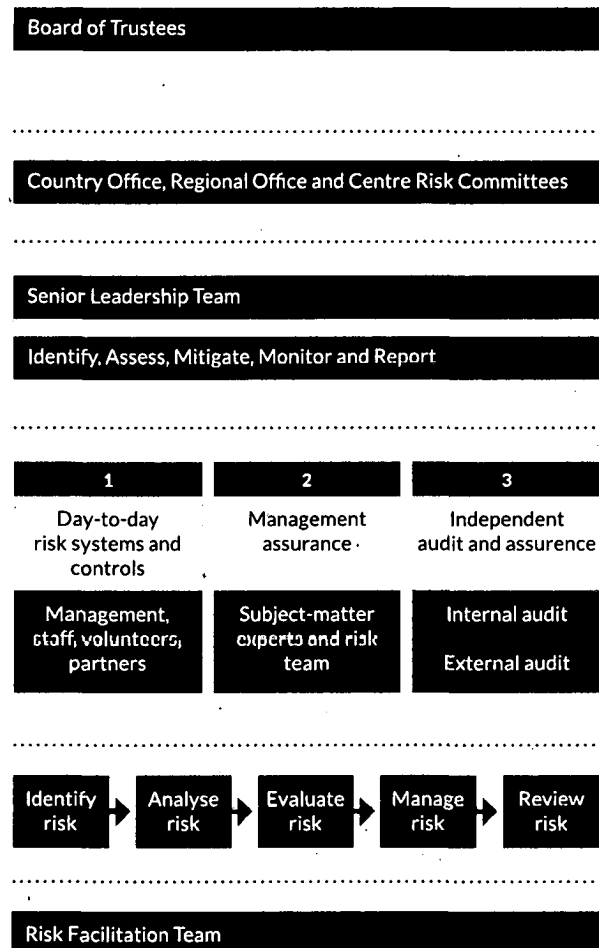 Board of Trustees
Country Office, Regional Office and Centre Risk Committees
Senior Leadership Team
Identify, Assess, Mitigate, Monitor and Report
1
Day-to-day
risk systems and
controls
Management,
staff, volunteers,
partners
2
Management
assurance
Subject-matter
experts and risk
team
3
Independent
audit and assurence
Internal audit
External audit
Identify
risk
Analyse
risk
Evaluate
risk
Manage
risk
Review
risk
Risk Facilitation Team